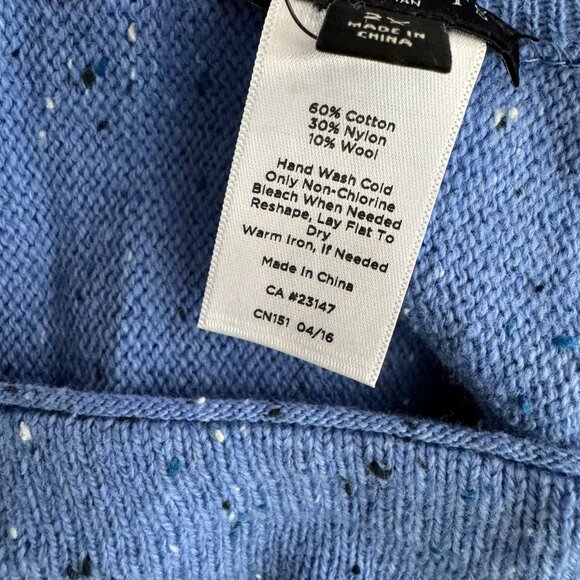 2X
MADE IN
CHINA
60% Cotton
30% Nylon
10% Wool
Hand Wash Cold
Only Non-Chlorine
Bleach When Needed
Reshape, Lay Flat To
Dry
Warm Iron, If Needed
Made In China
CA #23147
CN151 04/16